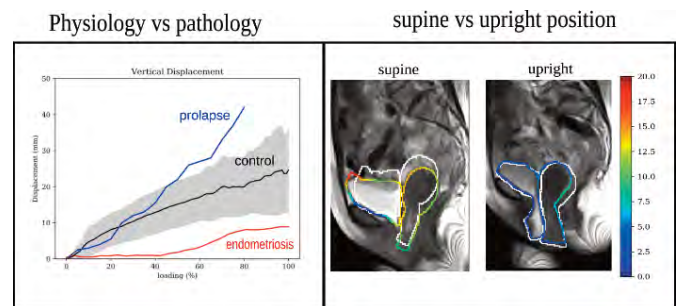 Physiology vs pathology
supine vs upright position
Vertical Displacement
50
40
30
20
10
0
Displacement (mm)
prolapse
control
endometriosis
0 20 40 60 80 100
loading (%)
supine
upright
20.0
17.5
15.0
12.5
10.0
7.5
5.0
2.5
0.0